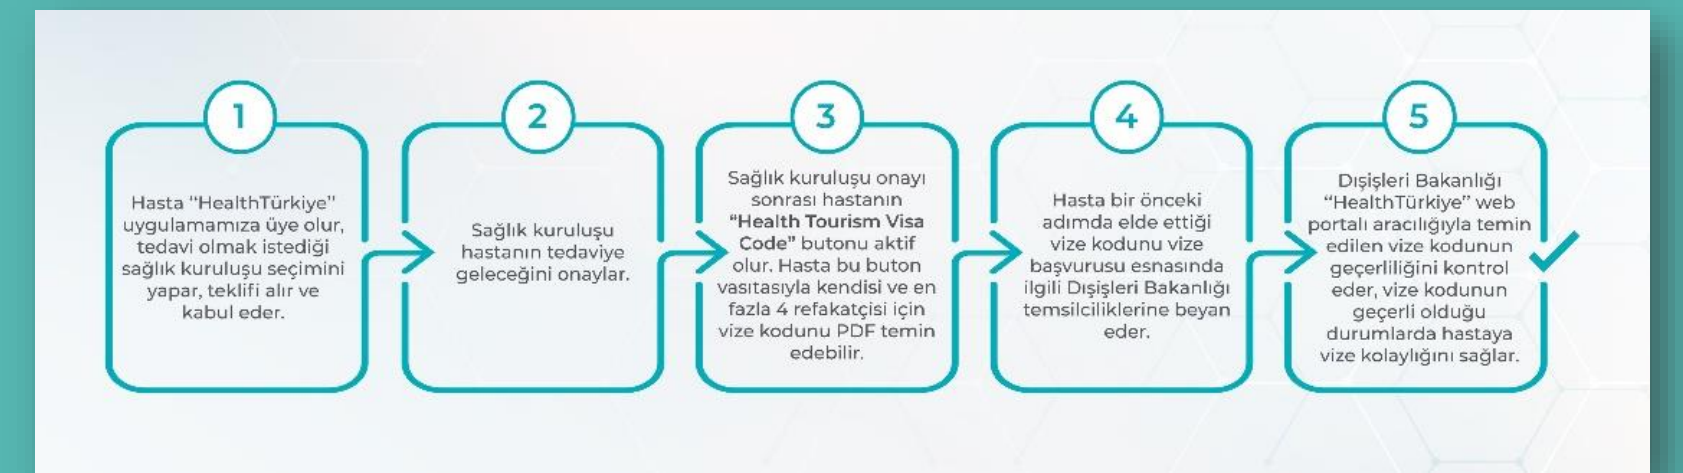 1
Hasta “HealthTürkiye”
uygulamamıza üye olur,
tedavi olmak istediği
sağlık kuruluşu seçimini
yapar, teklifi alır ve
kabul eder.
2
Sağlık kuruluşu
hastanın tedaviye
geleceğini onaylar.
3
Sağlık kuruluşu onayı
sonrası hastanın
“Health Tourism Visa
Code” butonu aktif
olur. Hasta bu buton
vasıtasıyla kendisi ve en
fazla 4 refakatçisi için
vize kodunu PDF temin
edebilir.
4
Hasta bir önceki
adımda elde ettiği
vize kodunu vize
başvurusu esnasında
ilgili Dışişleri Bakanlığı
temsilciliklerine beyan
eder.
5
Dışişleri Bakanlığı
“HealthTürkiye” web
portalı aracılığıyla temin
edilen vize kodunun
geçerliliğini kontrol
eder, vize kodunun
geçerli olduğu
durumlarda hastaya
vize kolaylığını sağlar.